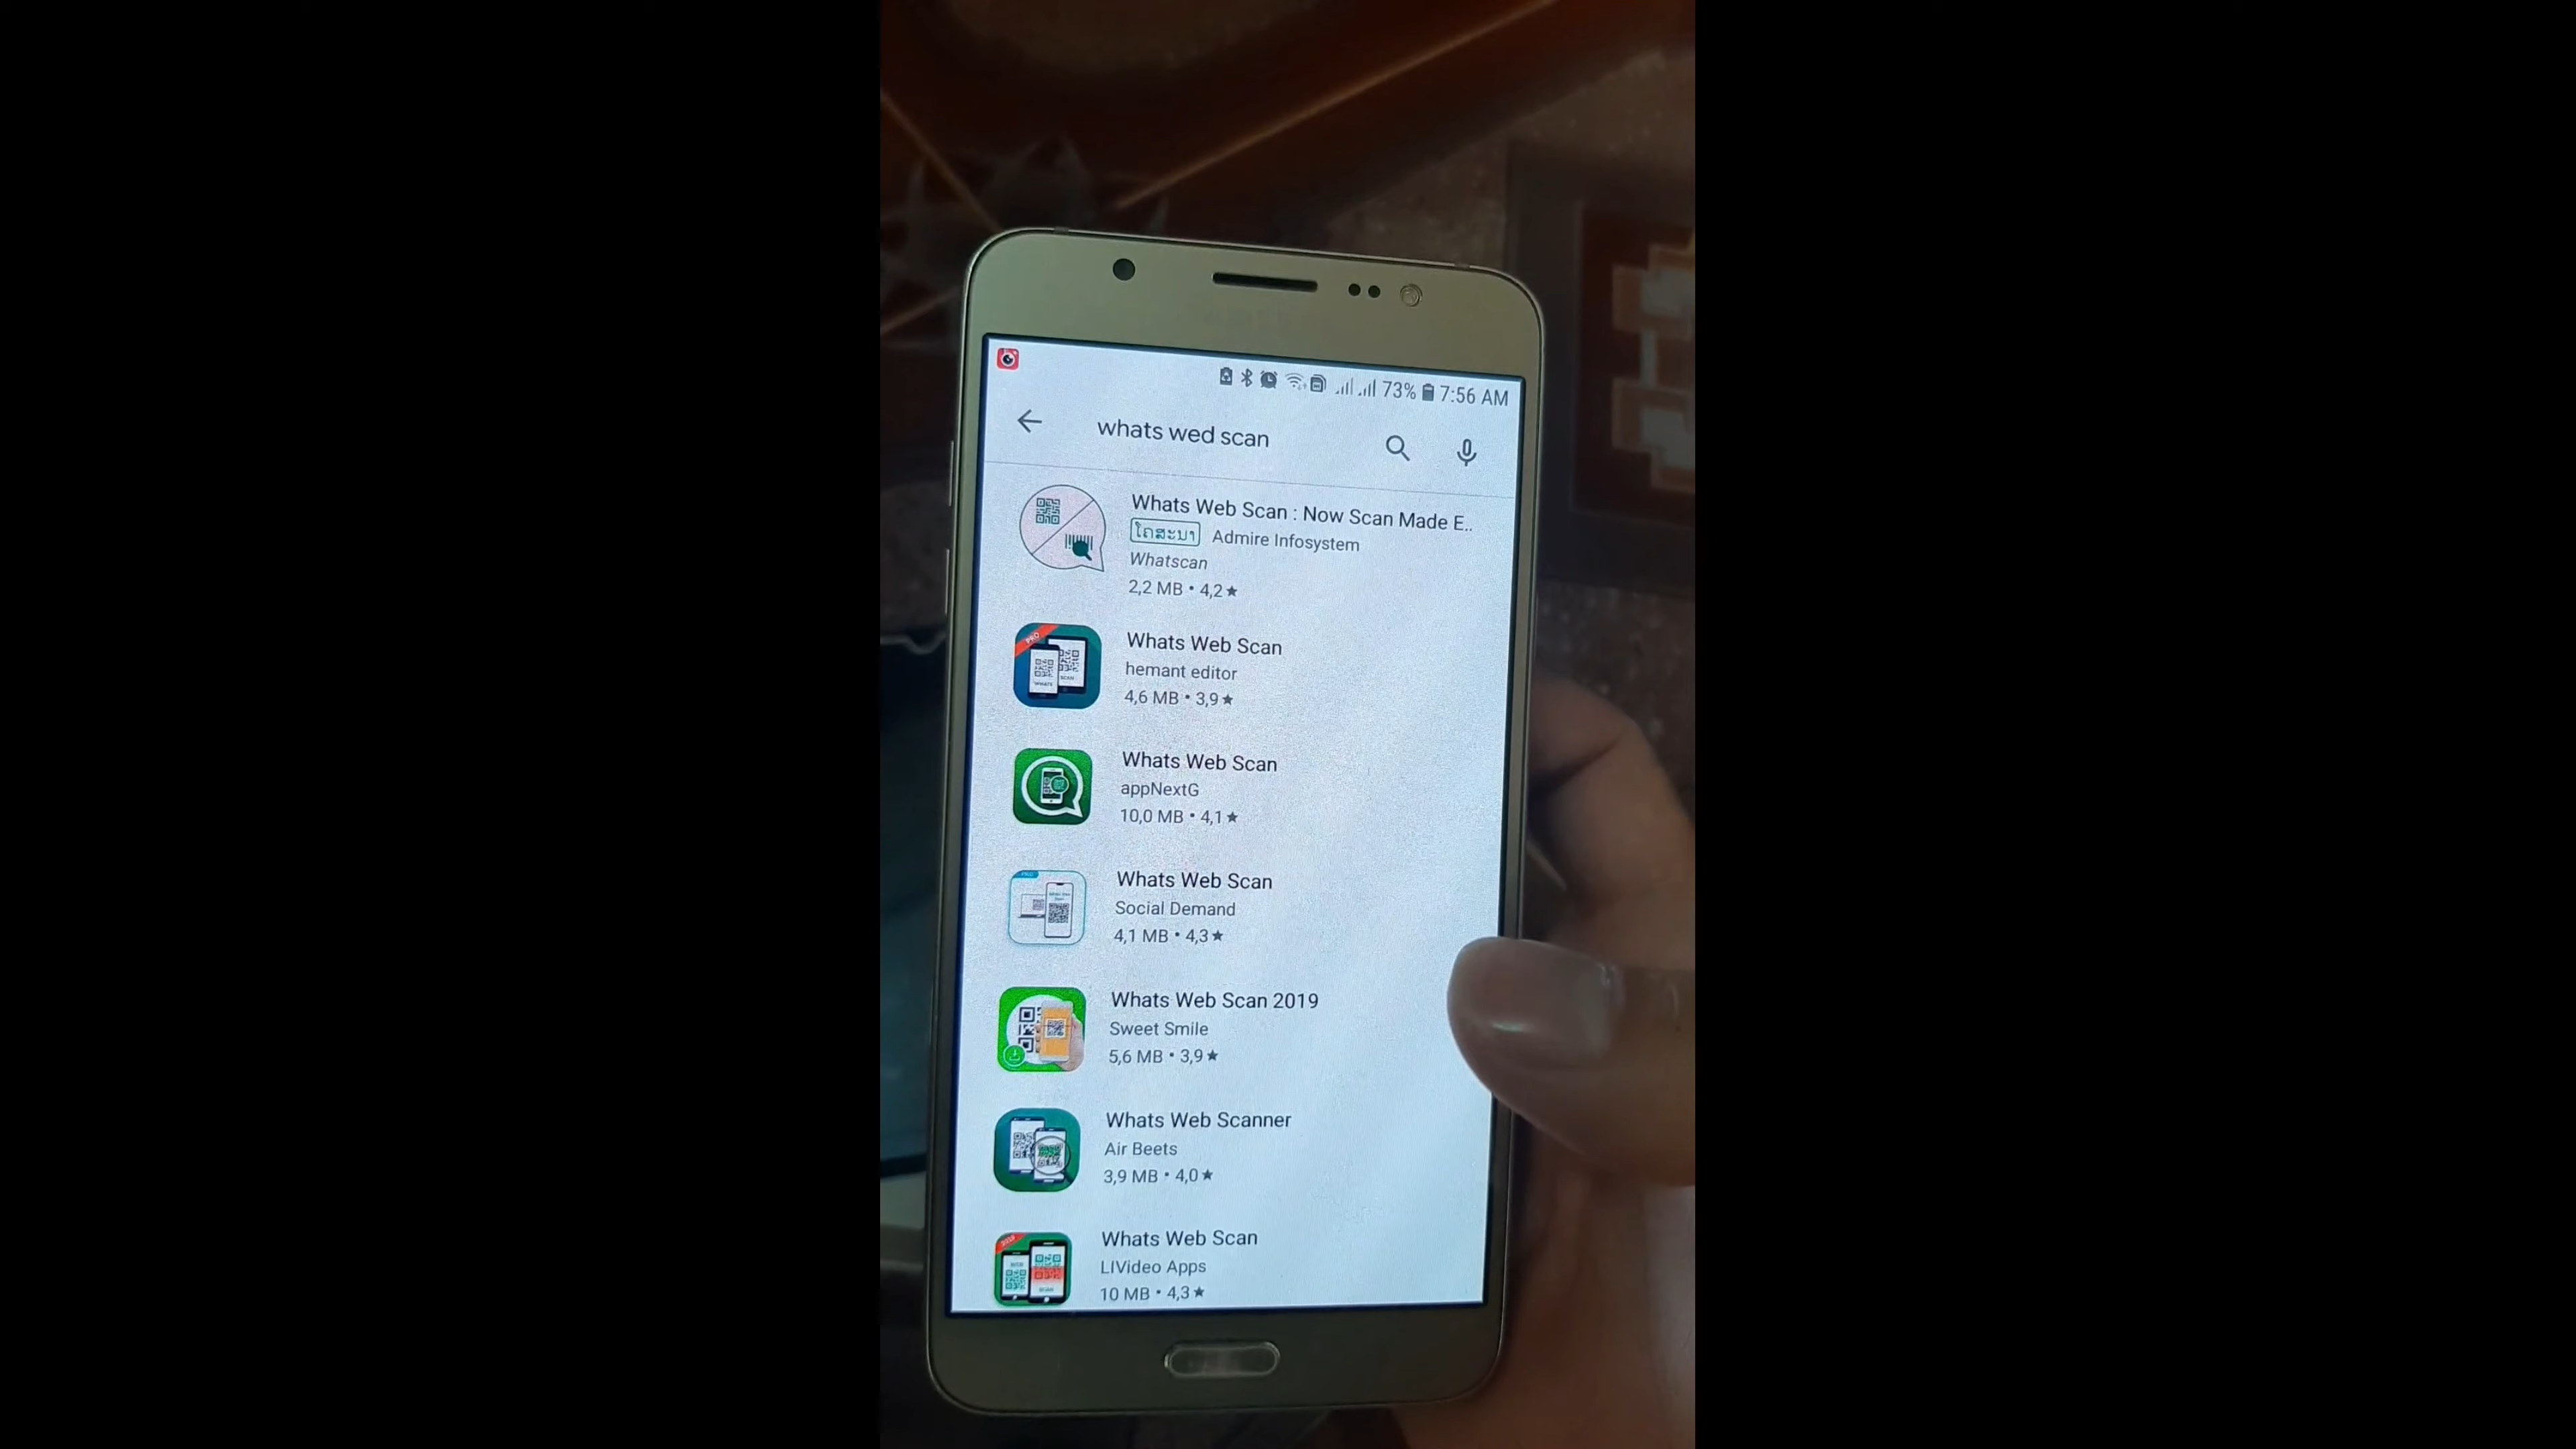 73% 7:56 AM
whats wed scan
Whats Web Scan : Now Scan Made E..
ໂຄສະນາ Admire Infosystem
Whatscan
2,2 MB • 4,2★
PRO
Whats Web Scan
hemant editor
4,6 MB • 3,9★
Whats Web Scan
appNextG
10,0 MB • 4,1★
PRO
Whats Web Scan
Social Demand
4,1 MB • 4,3★
Whats Web Scan 2019
Sweet Smile
5,6 MB • 3,9★
Whats Web Scanner
Air Beets
3,9 MB • 4,0★
Whats Web Scan
LIVideo Apps
10 MB • 4,3★